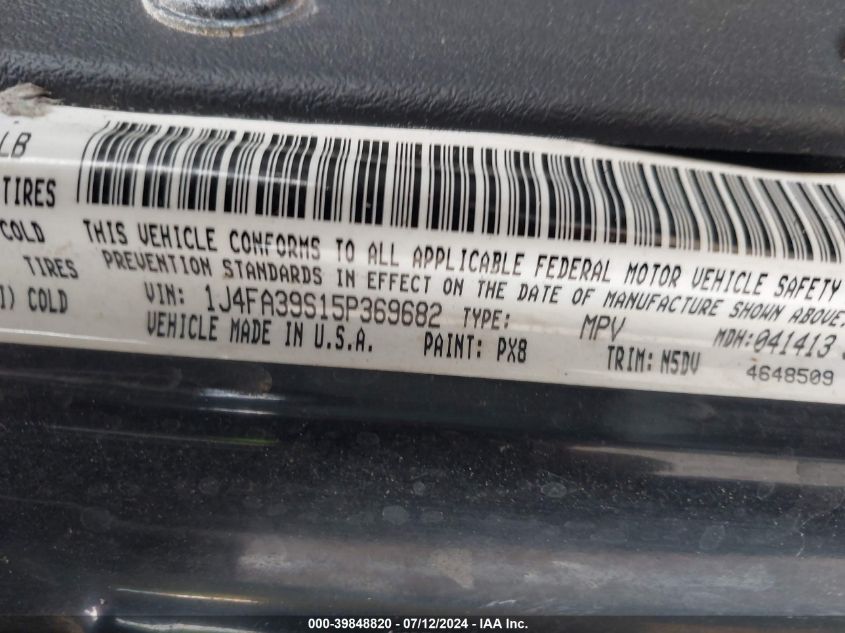 LB
TIRES
COLD
TIRES
I) COLD
THIS VEHICLE CONFORMS TO ALL APPLICABLE FEDERAL MOTOR VEHICLE SAFETY
PREVENTION STANDARDS IN EFFECT ON THE DATE OF MANUFACTURE SHOWN ABOVE.
VIN: 1J4FA39S15P369682 TYPE: MPV MDH:041413
VEHICLE MADE IN U.S.A. PAINT: PX8 TRIM: N5DV 4648509
000-39848820 - 07/12/2024 - IAA Inc.